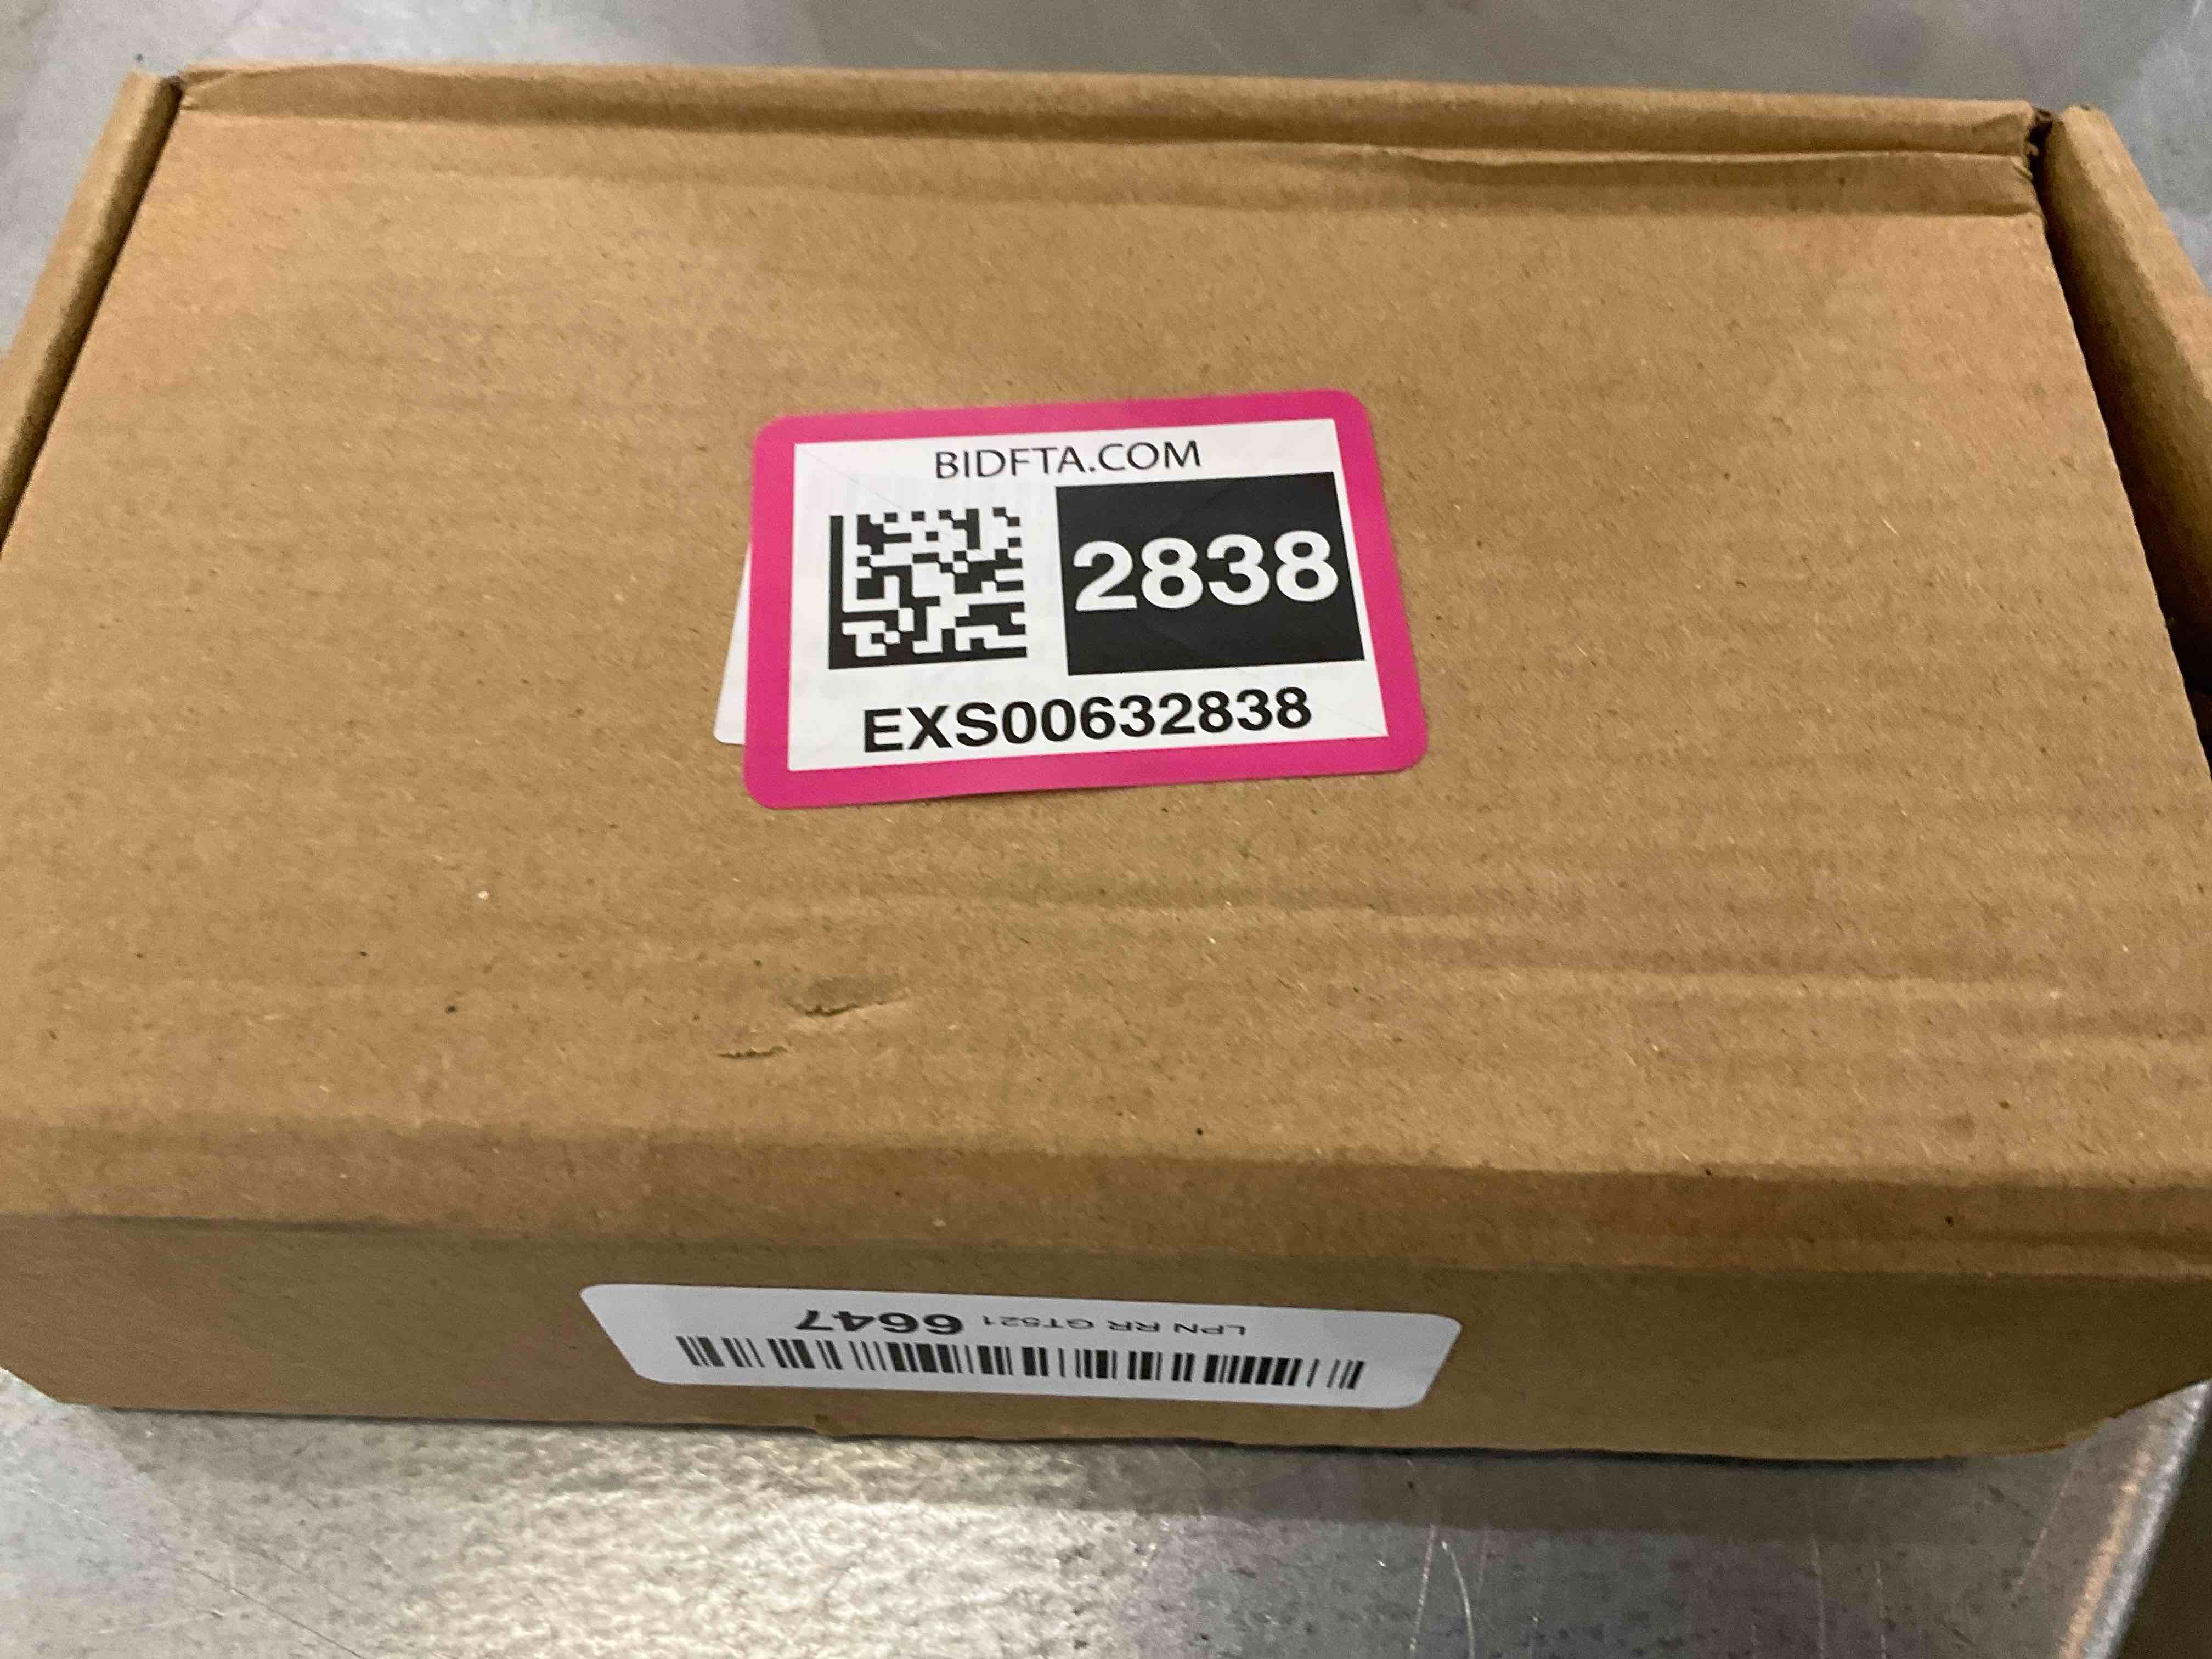 BIDFTA.COM
2838
EXS00632838
LPN RR GT521 6647